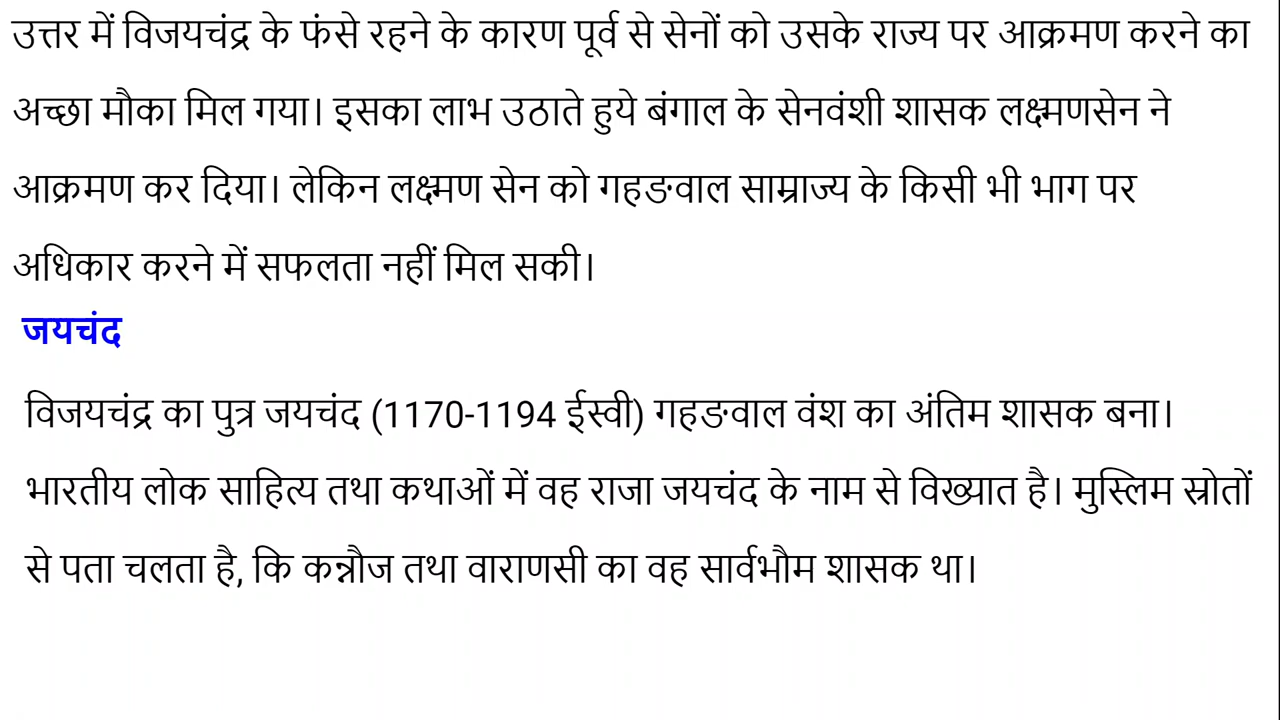 उत्तर में विजयचंद्र के फंसे रहने के कारण पूर्व से सेनों को उसके राज्य पर आक्रमण करने का
अच्छा मौका मिल गया। इसका लाभ उठाते हुये बंगाल के सेनवंशी शासक लक्ष्मणसेन ने
आक्रमण कर दिया। लेकिन लक्ष्मण सेन को गहङवाल साम्राज्य के किसी भी भाग पर
अधिकार करने में सफलता नहीं मिल सकी।
जयचंद
विजयचंद्र का पुत्र जयचंद (1170-1194 ईस्वी) गहङवाल वंश का अंतिम शासक बना।
भारतीय लोक साहित्य तथा कथाओं में वह राजा जयचंद के नाम से विख्यात है। मुस्लिम स्रोतों
से पता चलता है, कि कन्नौज तथा वाराणसी का वह सार्वभौम शासक था।